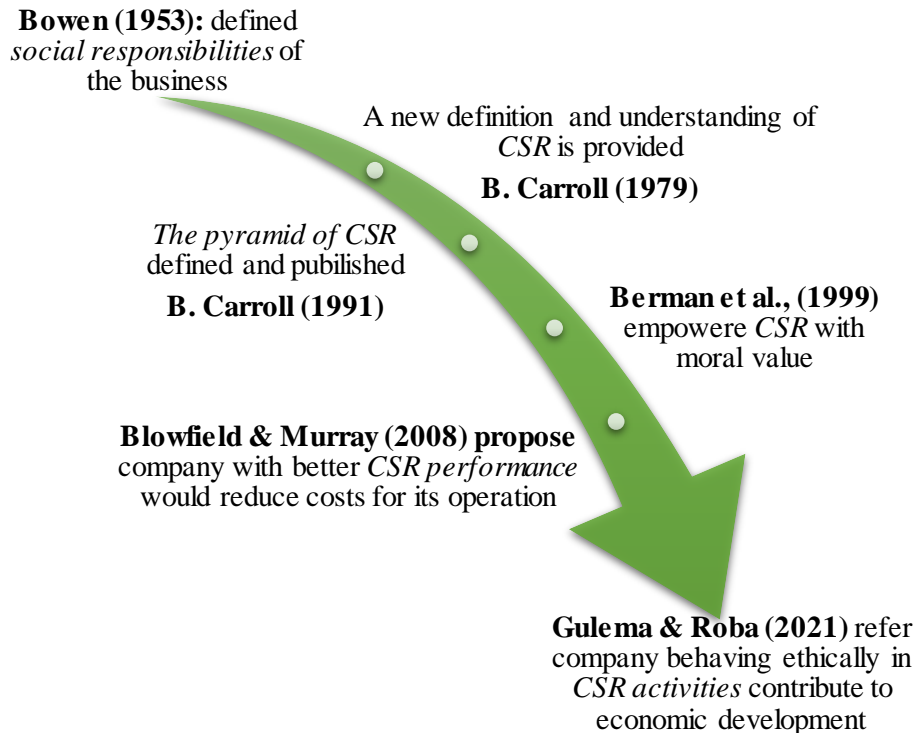 Bowen (1953): defined
social responsibilities of
the business
A new definition and understanding of
CSR is provided
B. Carroll (1979)
The pyramid of CSR
defined and pubilished
B. Carroll (1991)
Berman et al., (1999)
empowere CSR with
moral value
Blowfield & Murray (2008) propose
company with better CSR performance
would reduce costs for its operation
Gulema & Roba (2021) refer
company behaving ethically in
CSR activities contribute to
economic development